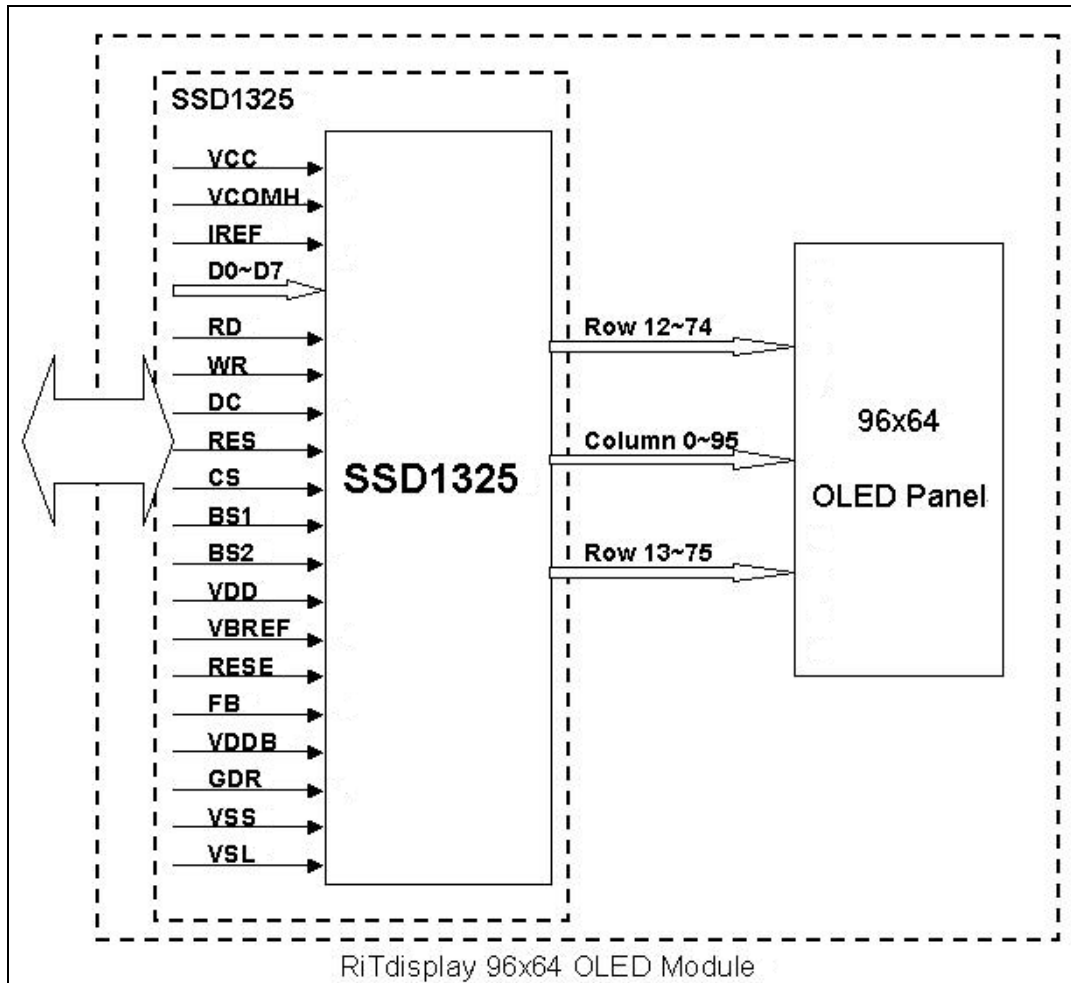 SSD1325
VCC
VCOMH
IREF
D0~D7
RD
WR
DC
RES
CS
BS1
BS2
VDD
VBREF
RESE
FB
VDDB
GDR
VSS
VSL
SSD1325
Row 12~74
Column 0~95
Row 13~75
96x64
OLED Panel
RiTdisplay 96x64 OLED Module